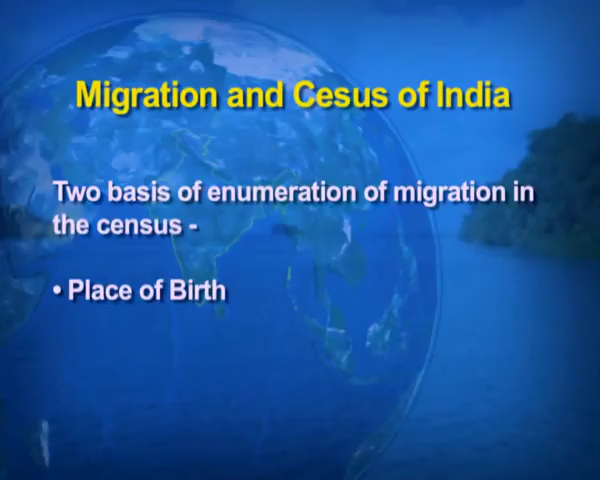 Migration and Cesus of India
Two basis of enumeration of migration in
the census -
• Place of Birth